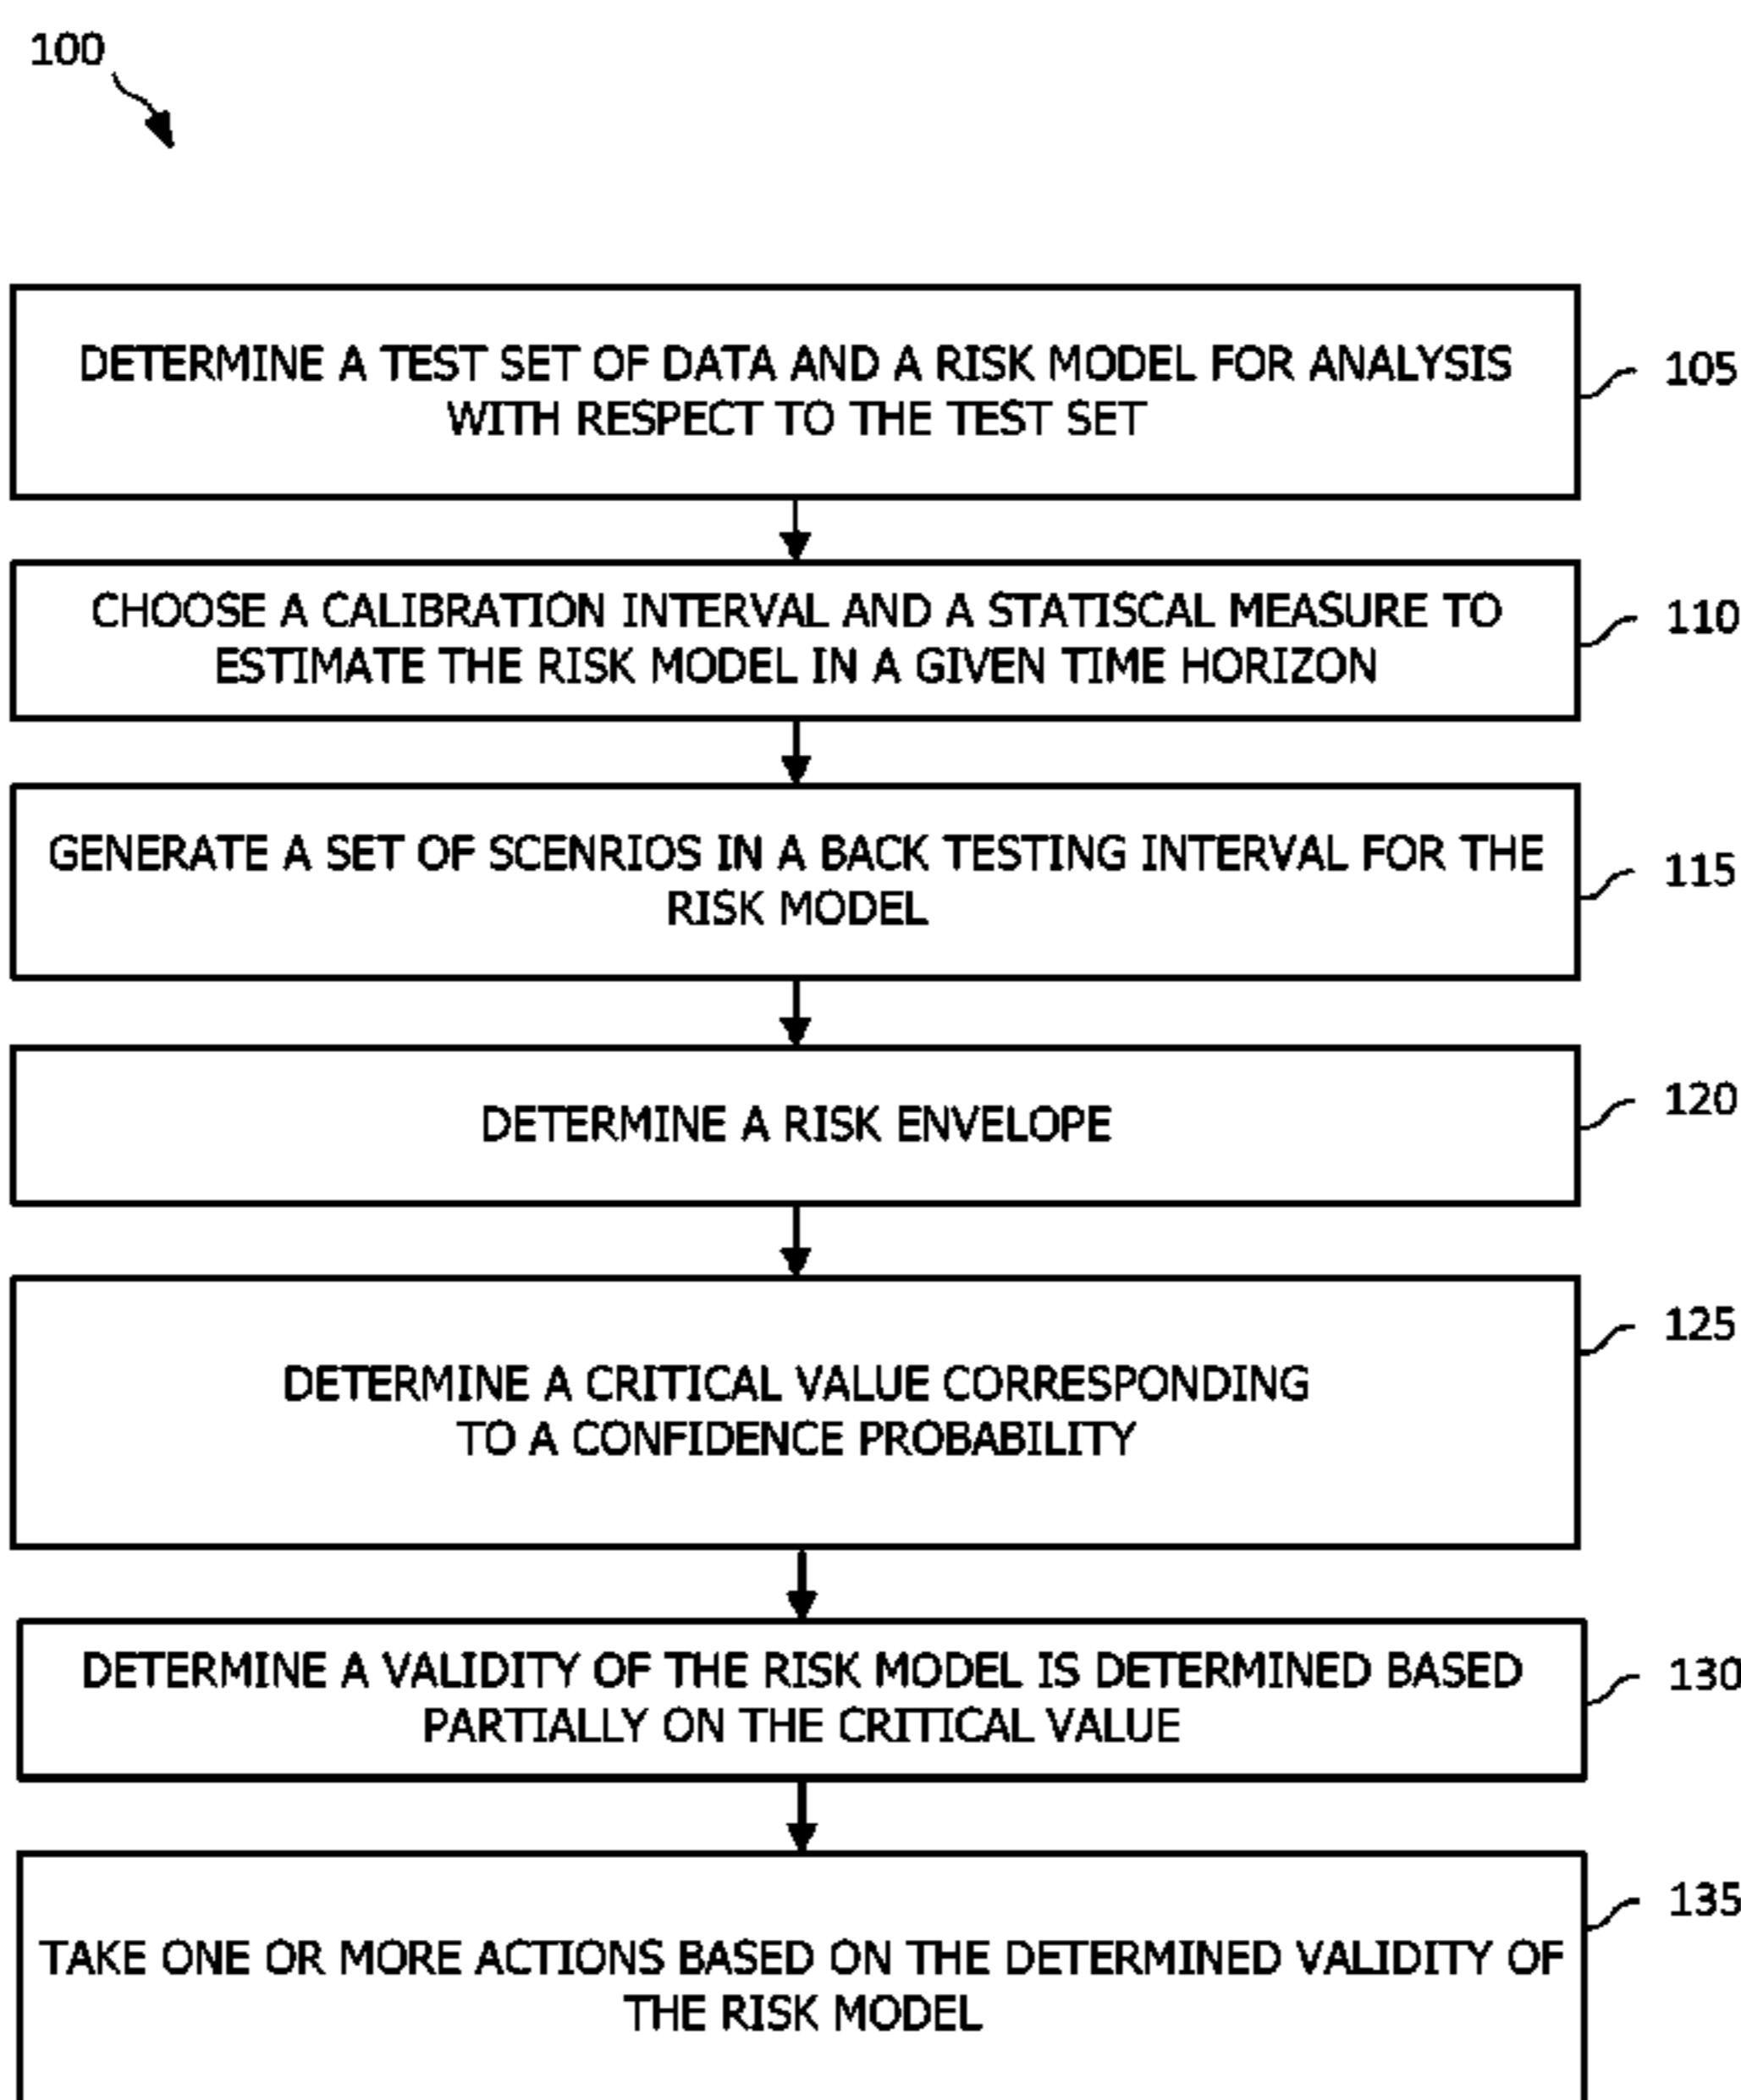 100
DETERMINE A TEST SET OF DATA AND A RISK MODEL FOR ANALYSIS
WITH RESPECT TO THE TEST SET
105
CHOOSE A CALIBRATION INTERVAL AND A STATISCAL MEASURE TO
ESTIMATE THE RISK MODEL IN A GIVEN TIME HORIZON
110
GENERATE A SET OF SCENRIOS IN A BACK TESTING INTERVAL FOR THE
RISK MODEL
115
DETERMINE A RISK ENVELOPE
120
DETERMINE A CRITICAL VALUE CORRESPONDING
TO A CONFIDENCE PROBABILITY
125
DETERMINE A VALIDITY OF THE RISK MODEL IS DETERMINED BASED
PARTIALLY ON THE CRITICAL VALUE
130
TAKE ONE OR MORE ACTIONS BASED ON THE DETERMINED VALIDITY OF
THE RISK MODEL
135